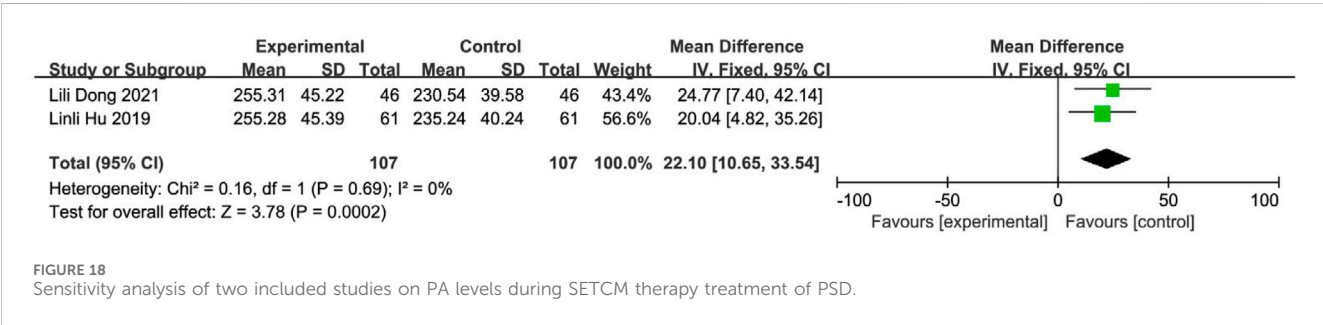 Experimental Control Mean Difference Mean Difference
Study or Subgroup Mean SD Total Mean SD Total Weight IV, Fixed, 95% CI IV, Fixed, 95% CI
Lili Dong 2021 255.31 45.22 46 230.54 39.58 46 43.4% 24.77 [7.40, 42.14]
Linli Hu 2019 255.28 45.39 61 235.24 40.24 61 56.6% 20.04 [4.82, 35.26]
Total (95% CI) 107 107 100.0% 22.10 [10.65, 33.54]
Heterogeneity: Chi² = 0.16, df = 1 (P = 0.69); I² = 0%
Test for overall effect: Z = 3.78 (P = 0.0002)
-100 -50 0 50 100
Favours [experimental] Favours [control]
FIGURE 18
Sensitivity analysis of two included studies on PA levels during SETCM therapy treatment of PSD.